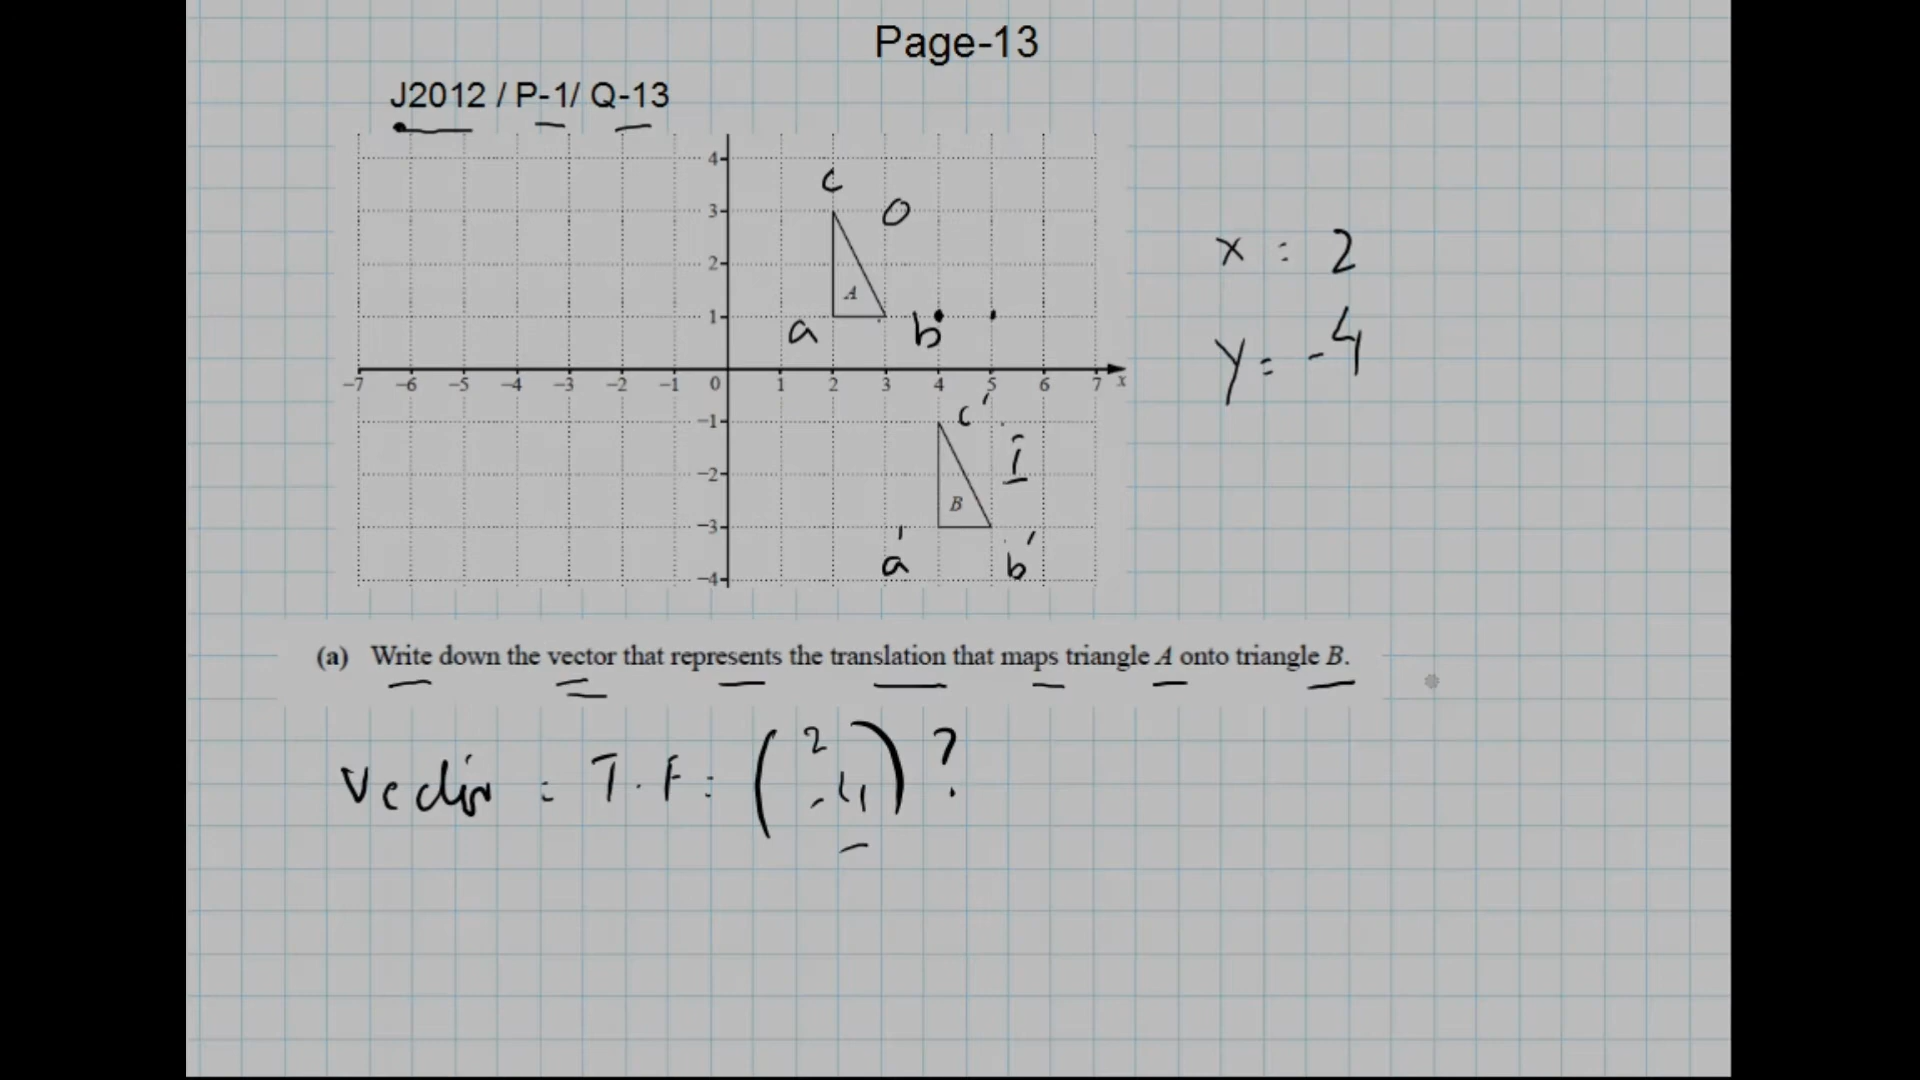 Page-13
J2012 / P-1/ Q-13
4
c
3
O
x : 2
2
A
1
a
b
y = -4
-7 -6 -5 -4 -3 -2 -1 0 1 2 3 4 5 6 7 x
-1
c'
i
-2
B
-3
a'
b'
-4
(a) Write down the vector that represents the translation that maps triangle A onto triangle B.
Vector = T.F = ( 2 -4 ) ?